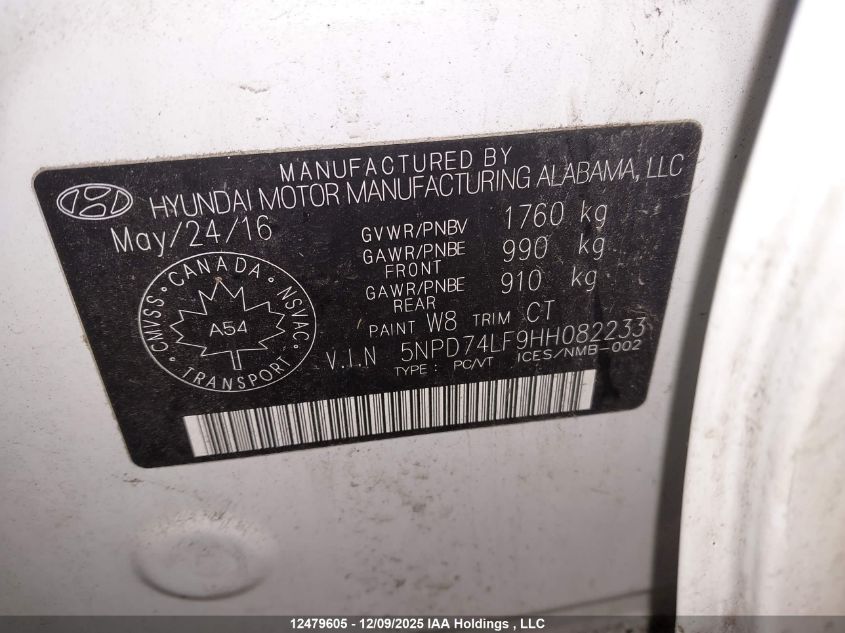 MANUFACTURED BY
HYUNDAI MOTOR MANUFACTURING ALABAMA, LLC
May/24/16
GVWR/PNBV 1760 kg
GAWR/PNBE FRONT 990 kg
GAWR/PNBE REAR 910 kg
PAINT W8 TRIM CT
V.I.N 5NPD74LF9HH082233
TYPE : PC/VT ICES/NMB-002
CMVSS • CANADA • NSVAC • TRANSPORT •
A54
12479605 - 12/09/2025 IAA Holdings , LLC